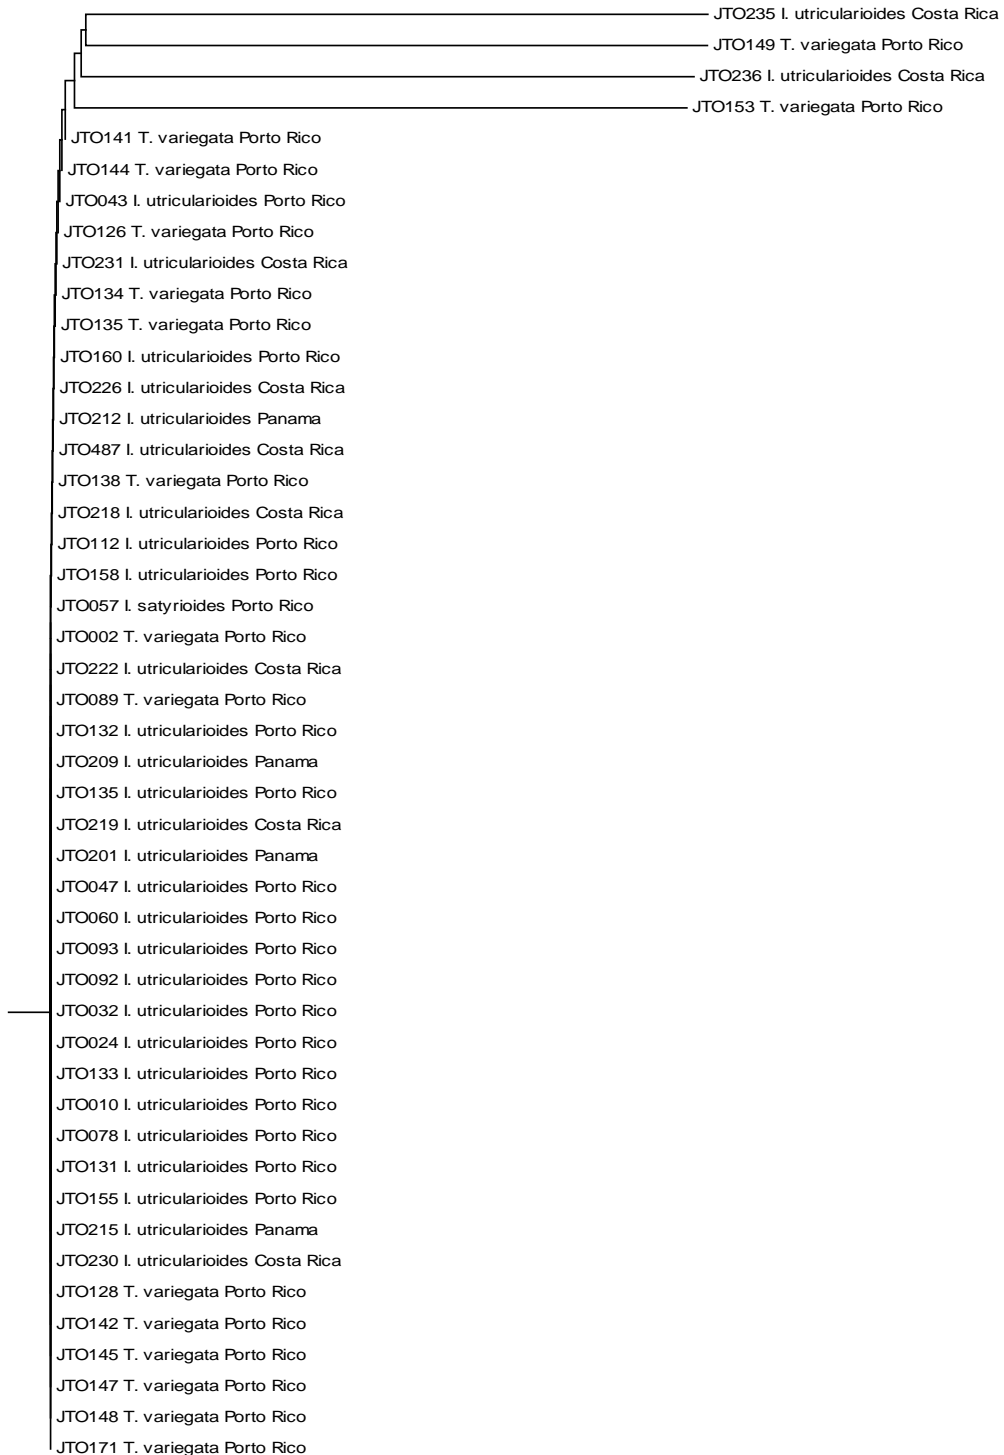 JTO235 I. utricularioides Costa Rica
JTO149 T. variegata Porto Rico
JTO236 I. utricularioides Costa Rica
JTO153 T. variegata Porto Rico
JTO141 T. variegata Porto Rico
JTO144 T. variegata Porto Rico
JTO043 I. utricularioides Porto Rico
JTO126 T. variegata Porto Rico
JTO231 I. utricularioides Costa Rica
JTO134 T. variegata Porto Rico
JTO135 T. variegata Porto Rico
JTO160 I. utricularioides Porto Rico
JTO226 I. utricularioides Costa Rica
JTO212 I. utricularioides Panama
JTO487 I. utricularioides Costa Rica
JTO138 T. variegata Porto Rico
JTO218 I. utricularioides Costa Rica
JTO112 I. utricularioides Porto Rico
JTO158 I. utricularioides Porto Rico
JTO057 I. satyrioides Porto Rico
JTO002 T. variegata Porto Rico
JTO222 I. utricularioides Costa Rica
JTO089 T. variegata Porto Rico
JTO132 I. utricularioides Porto Rico
JTO209 I. utricularioides Panama
JTO135 I. utricularioides Porto Rico
JTO219 I. utricularioides Costa Rica
JTO201 I. utricularioides Panama
JTO047 I. utricularioides Porto Rico
JTO060 I. utricularioides Porto Rico
JTO093 I. utricularioides Porto Rico
JTO092 I. utricularioides Porto Rico
JTO032 I. utricularioides Porto Rico
JTO024 I. utricularioides Porto Rico
JTO133 I. utricularioides Porto Rico
JTO010 I. utricularioides Porto Rico
JTO078 I. utricularioides Porto Rico
JTO131 I. utricularioides Porto Rico
JTO155 I. utricularioides Porto Rico
JTO215 I. utricularioides Panama
JTO230 I. utricularioides Costa Rica
JTO128 T. variegata Porto Rico
JTO142 T. variegata Porto Rico
JTO145 T. variegata Porto Rico
JTO147 T. variegata Porto Rico
JTO148 T. variegata Porto Rico
JTO171 T. variegata Porto Rico